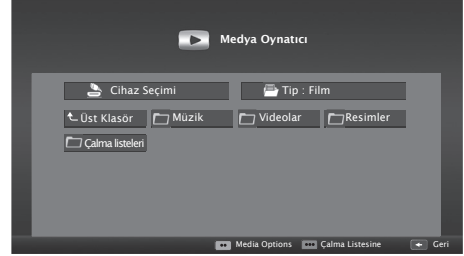 Medya Oynatıcı
Cihaz Seçimi Tip : Film
Üst Klasör Müzik Videolar Resimler
Çalma listeleri
Media Options Çalma Listesine Geri